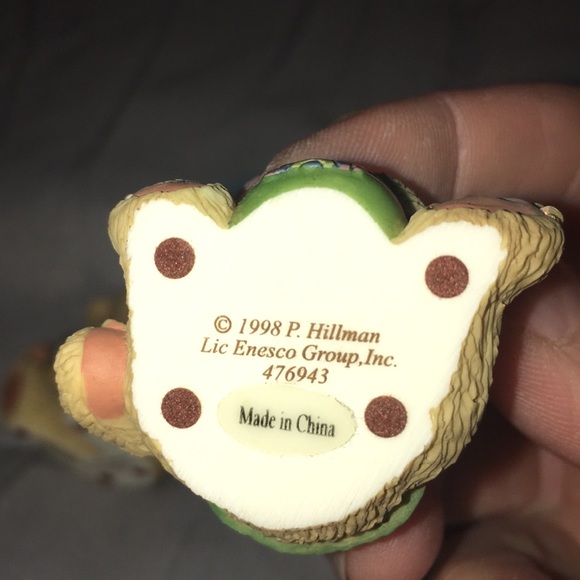 © 1998 P. Hillman
Lic Enesco Group,Inc.
476943
Made in China